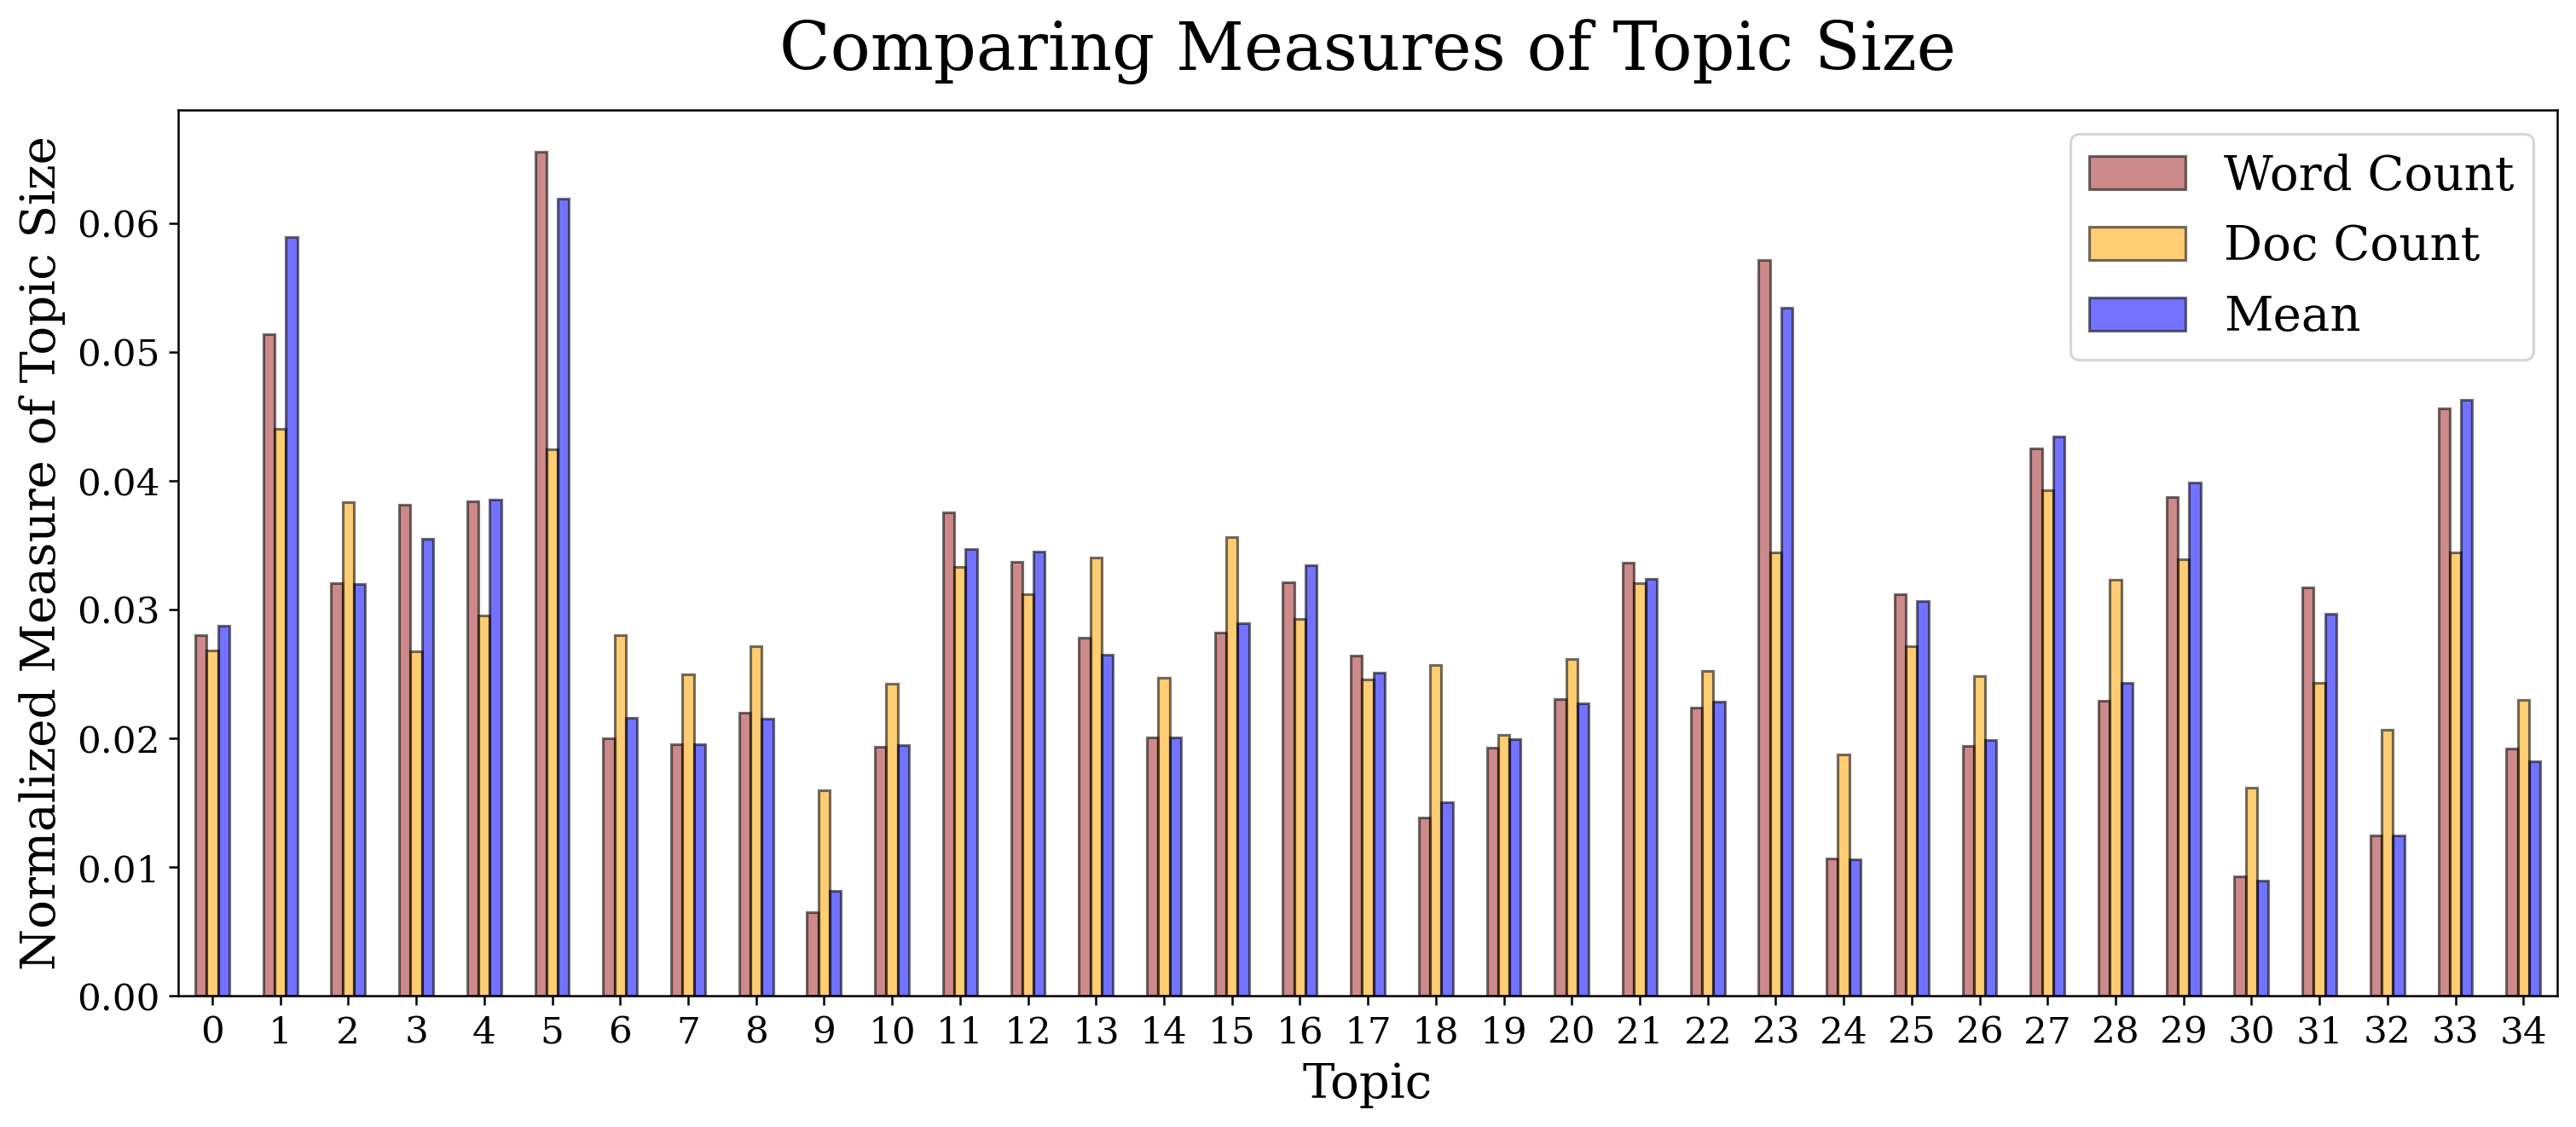 Comparing Measures of Topic Size
Normalized Measure of Topic Size
0.06
0.05
0.04
0.03
0.02
0.01
0.00
Word Count
Doc Count
Mean
0 1 2 3 4 5 6 7 8 9 10 11 12 13 14 15 16 17 18 19 20 21 22 23 24 25 26 27 28 29 30 31 32 33 34
Topic